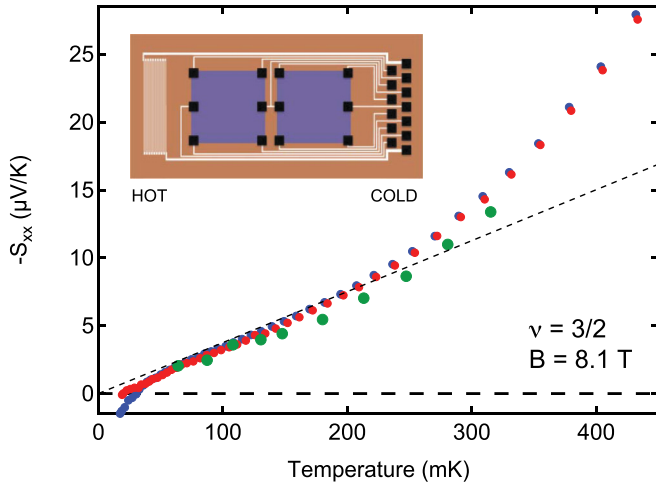 25
20
15
10
5
0
-Sxx (μV/K)
HOT
COLD
ν = 3/2
B = 8.1 T
0
100
200
300
400
Temperature (mK)